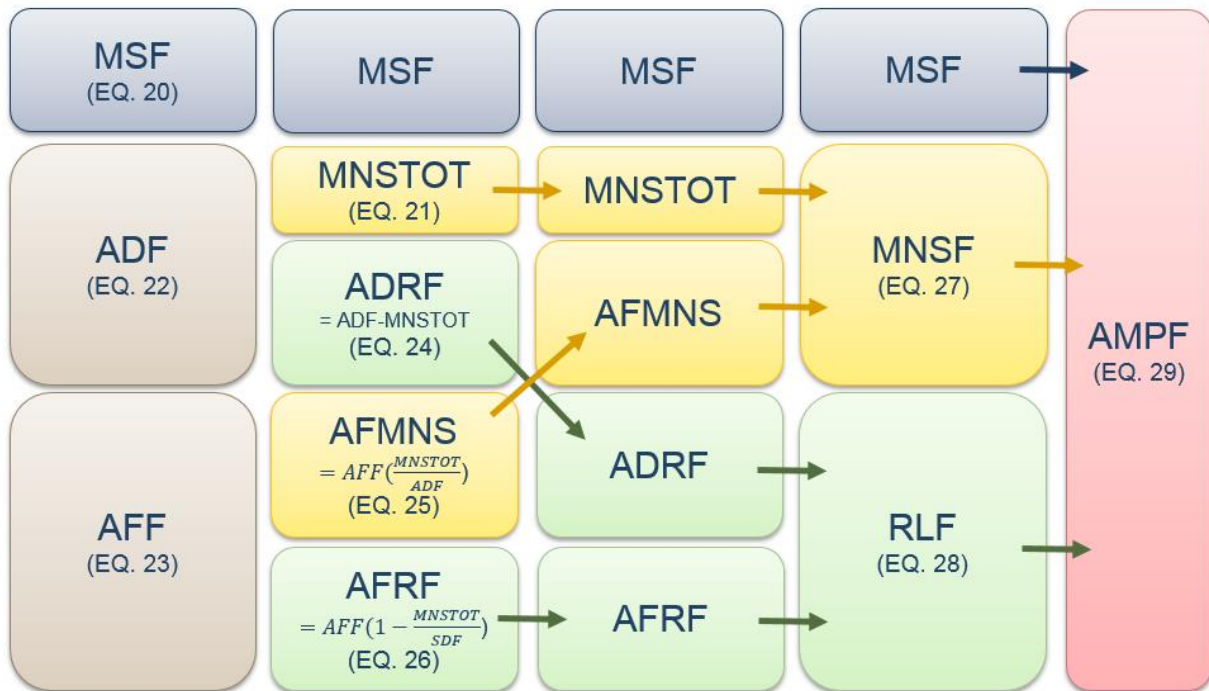 MSF
(EQ. 20)
ADF
(EQ. 22)
AFF
(EQ. 23)
MSF
MNSTOT
(EQ. 21)
ADRF
= ADF-MNSTOT
(EQ. 24)
AFMNS
= AFF(MNSTOT/ADF)
(EQ. 25)
AFRF
= AFF(1 − MNSTOT/SDF)
(EQ. 26)
MSF
MNSTOT
AFMNS
ADRF
AFRF
MSF
MNSF
(EQ. 27)
RLF
(EQ. 28)
AMPF
(EQ. 29)